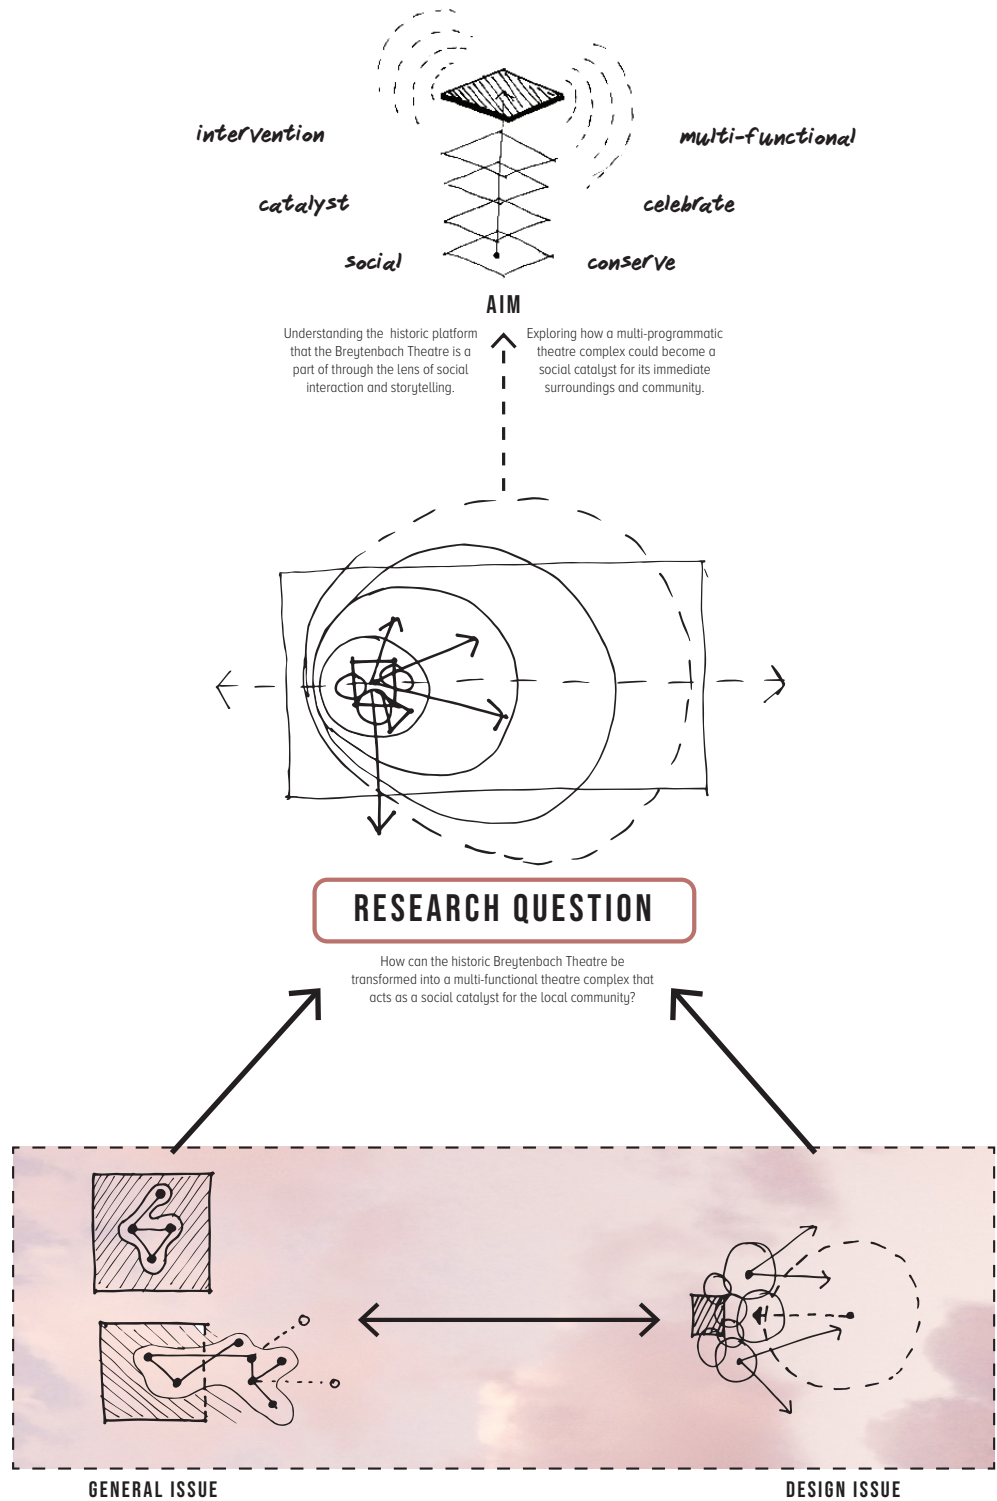 intervention
multi-functional
catalyst
celebrate
social
conserve
AIM
Understanding the historic platform
that the Breytenbach Theatre is a
part of through the lens of social
interaction and storytelling.
Exploring how a multi-programmatic
theatre complex could become a
social catalyst for its immediate
surroundings and community.
RESEARCH QUESTION
How can the historic Breytenbach Theatre be
transformed into a multi-functional theatre complex that
acts as a social catalyst for the local community?
GENERAL ISSUE
DESIGN ISSUE